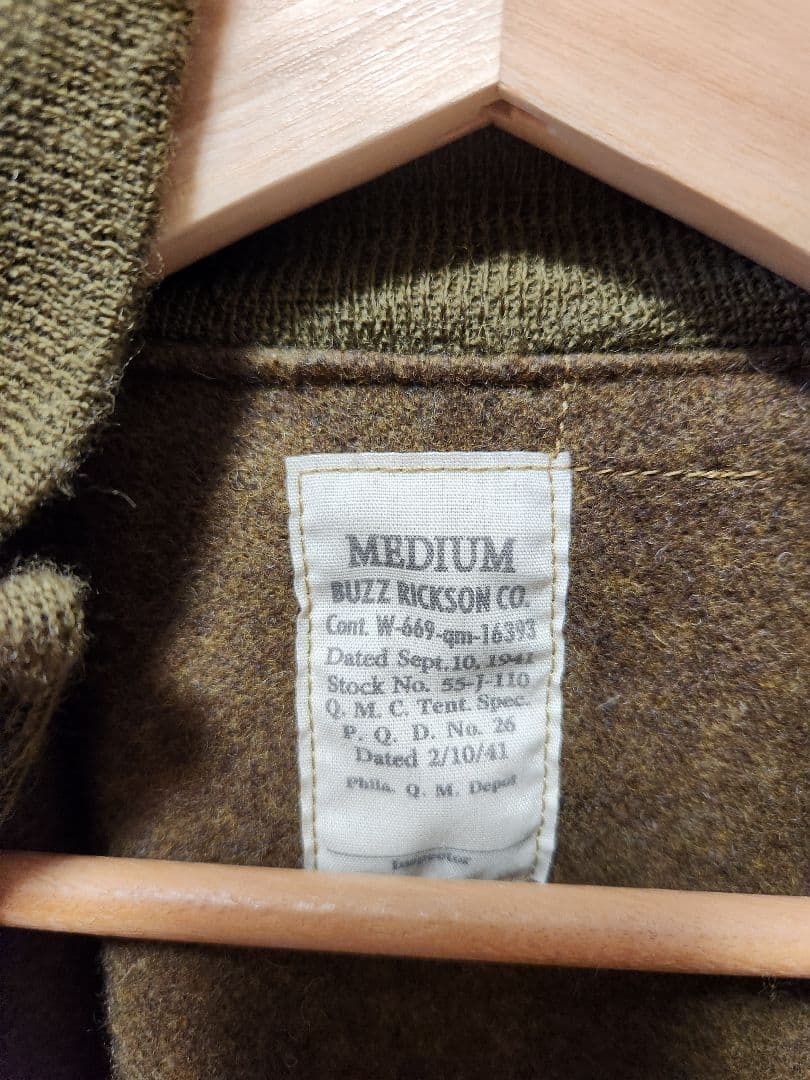 MEDIUM
BUZZ RICKSON CO.
Cont. W-669-qm-16393
Dated Sept.10, 1941
Stock No. 55-J-110
Q. M. C. Tent. Spec.
P. Q. D. No. 26
Dated 2/10/41
Phila. Q. M. Depot
Inspector